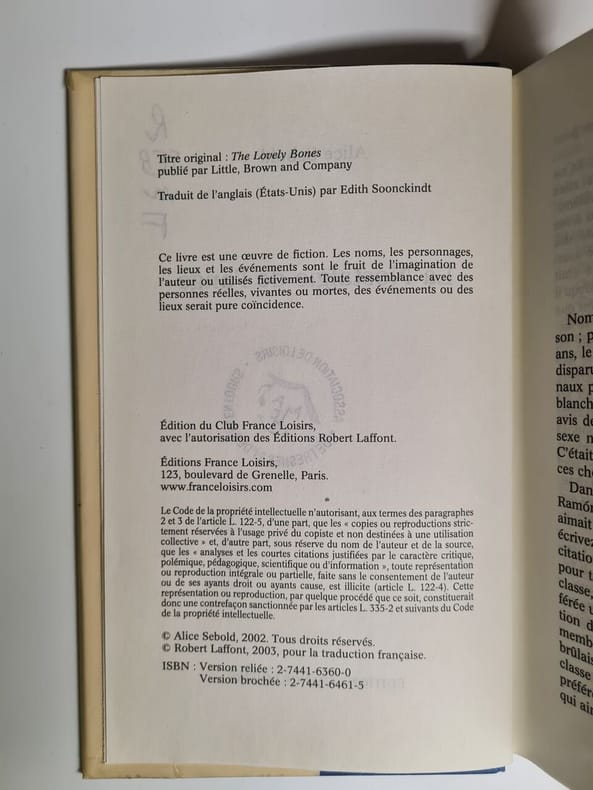 Titre original : The Lovely Bones
publié par Little, Brown and Company
Traduit de l'anglais (États-Unis) par Edith Soonckindt
Ce livre est une œuvre de fiction. Les noms, les personnages,
les lieux et les événements sont le fruit de l'imagination de
l'auteur ou utilisés fictivement. Toute ressemblance avec des
personnes réelles, vivantes ou mortes, des événements ou des
lieux serait pure coïncidence.
Édition du Club France Loisirs,
avec l'autorisation des Éditions Robert Laffont.
Éditions France Loisirs,
123, boulevard de Grenelle, Paris.
www.franceloisirs.com
Le Code de la propriété intellectuelle n'autorisant, aux termes des paragraphes
2 et 3 de l'article L. 122-5, d'une part, que les « copies ou reproductions stric-
tement réservées à l'usage privé du copiste et non destinées à une utilisation
collective » et, d'autre part, sous réserve du nom de l'auteur et de la source,
que les « analyses et les courtes citations justifiées par le caractère critique,
polémique, pédagogique, scientifique ou d'information », toute représentation
ou reproduction intégrale ou partielle, faite sans le consentement de l'auteur
ou de ses ayants droit ou ayants cause, est illicite (article L. 122-4). Cette
représentation ou reproduction, par quelque procédé que ce soit, constituerait
donc une contrefaçon sanctionnée par les articles L. 335-2 et suivants du Code
de la propriété intellectuelle.
© Alice Sebold, 2002. Tous droits réservés.
© Robert Laffont, 2003, pour la traduction française.
ISBN : Version reliée : 2-7441-6360-0
Version brochée : 2-7441-6461-5
Nom
son ; p
ans, le
dispar
naux p
blanch
avis de
sexe n
C'était
ces ch
Dan
Ramón
aimait
écrivez
citatio
pour t
classe,
férée u
tion d
memb
brûlais
classe
préfér
qui ai